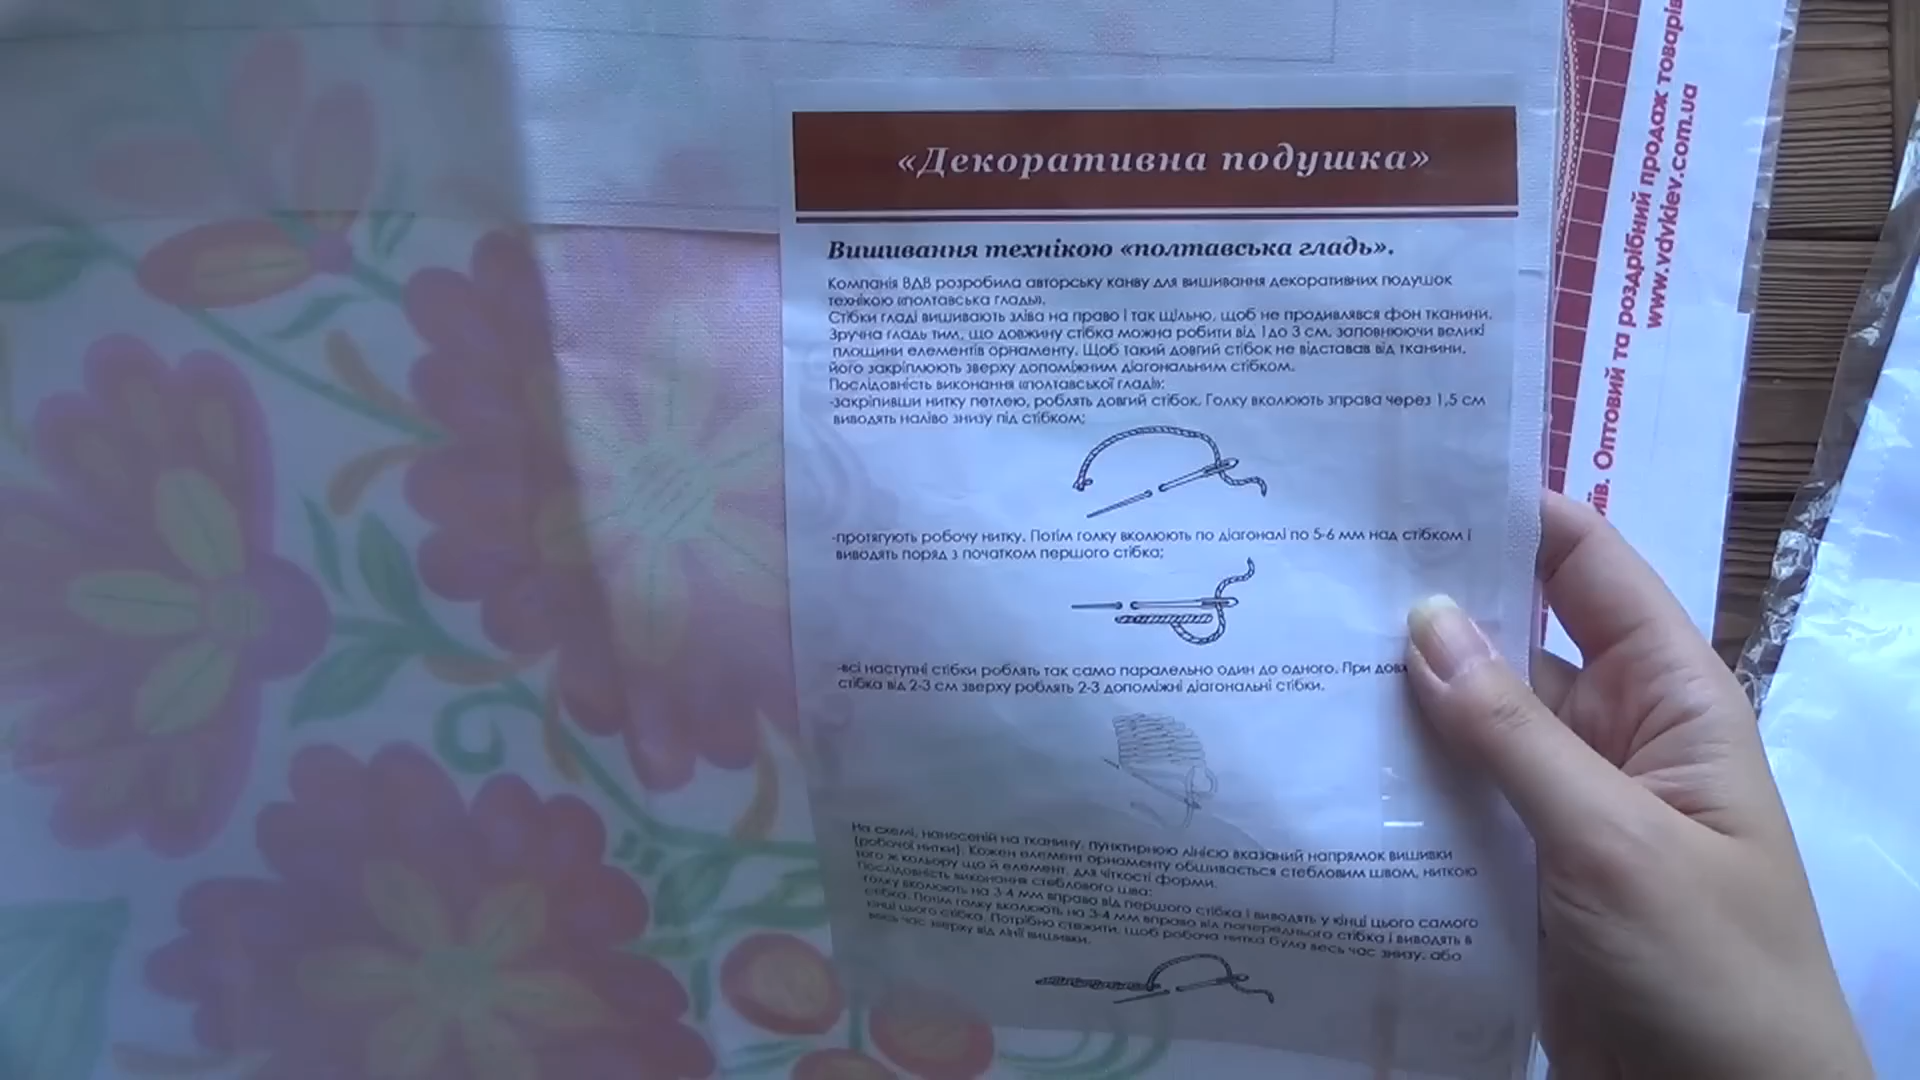 «Декоративна подушка»
Вишивання технікою «полтавська гладь».
Компанія ВДВ розробила авторську канву для вишивання декоративних подушок
технікою «полтавська гладь».
Стібки гладі вишивають зліва на право і так щільно, щоб не продивлявся фон тканини.
Зручна гладь тим, що довжину стібка можна робити від 1до 3 см, заповнюючи великі
площини елементів орнаменту. Щоб такий довгий стібок не відставав від тканини,
його закріплюють зверху допоміжним діагональним стібком.
Послідовність виконання «полтавської гладі»:
-закріпивши нитку петлею, роблять довгий стібок. Голку вколюють зправа через 1,5 см
виводять наліво знизу під стібком;
-протягують робочу нитку. Потім голку вколюють по діагоналі по 5-6 мм над стібком і
виводять поряд з початком першого стібка;
-всі наступні стібки роблять так само паралельно один до одного. При
стібка від 2-3 см зверху роблять 2-3 допоміжні діагональні стібки.
На схемі, нанесеній на тканину, пунктирною лінією вказаний напрямок вишивки
(робочої нитки). Кожен елемент орнаменту обшивається стебловим швом, ниткою
того ж кольору що й елемент, для чіткості форми.
Послідовність виконання стеблового шва:
голку вколюють на 3-4 мм вправо від першого стібка і виводять у кінці цього самого
стібка. Потім голку вколюють на 3-4 мм вправо від попереднього стібка і виводять в
кінці цього стібка. Потрібно стежити, щоб робоча нитка була весь час знизу, або
весь час зверху від лінії вишивки.
їв. Оптовий та роздрібний продаж товарів
www.vdvkiev.com.ua